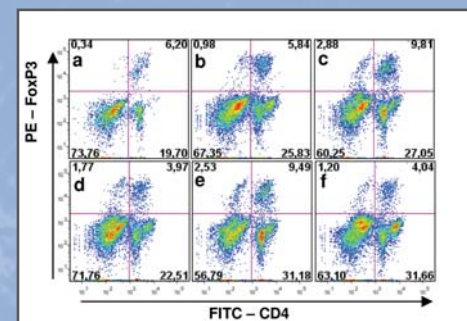 PE – FoxP3
0,34 6,20 0,98 5,84 2,88 9,81
a b c
73,76 19,70 67,35 25,83 60,25 27,05
1,77 3,97 2,53 9,49 1,20 4,04
d e f
71,76 22,51 56,79 31,18 63,10 31,66
FITC – CD4